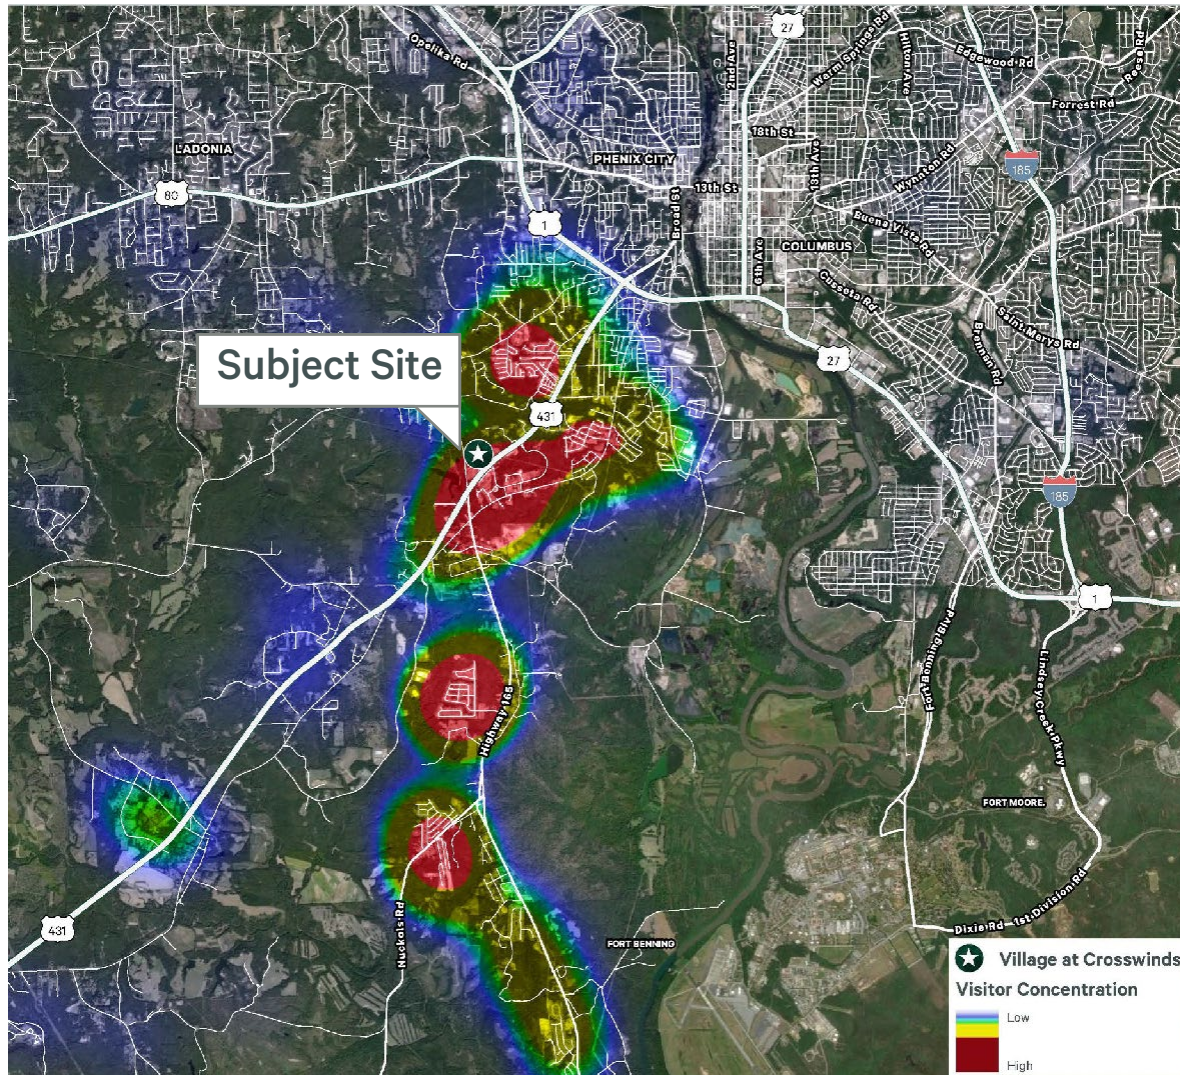 27
Opelika Rd
2nd Ave
Warm Springs Rd
Hilton Ave
Edgewood Rd
Reese Rd
Forrest Rd
18th St
LADONIA
PHENIX CITY
13th Ave
Wynnton Rd
185
80
13th St
Broad St
1
Buena Vista Rd
6th Ave
COLUMBUS
Cusseta Rd
Saint Marys Rd
Brennan Rd
27
Subject Site
431
185
1
Fort Benning Blvd
Lindsey Creek Pkwy
Highway 165
FORT MOORE.
431
Nuckols Rd
FORT BENNING
Dixie Rd
1st Division Rd
Village at Crosswinds
Visitor Concentration
Low
High